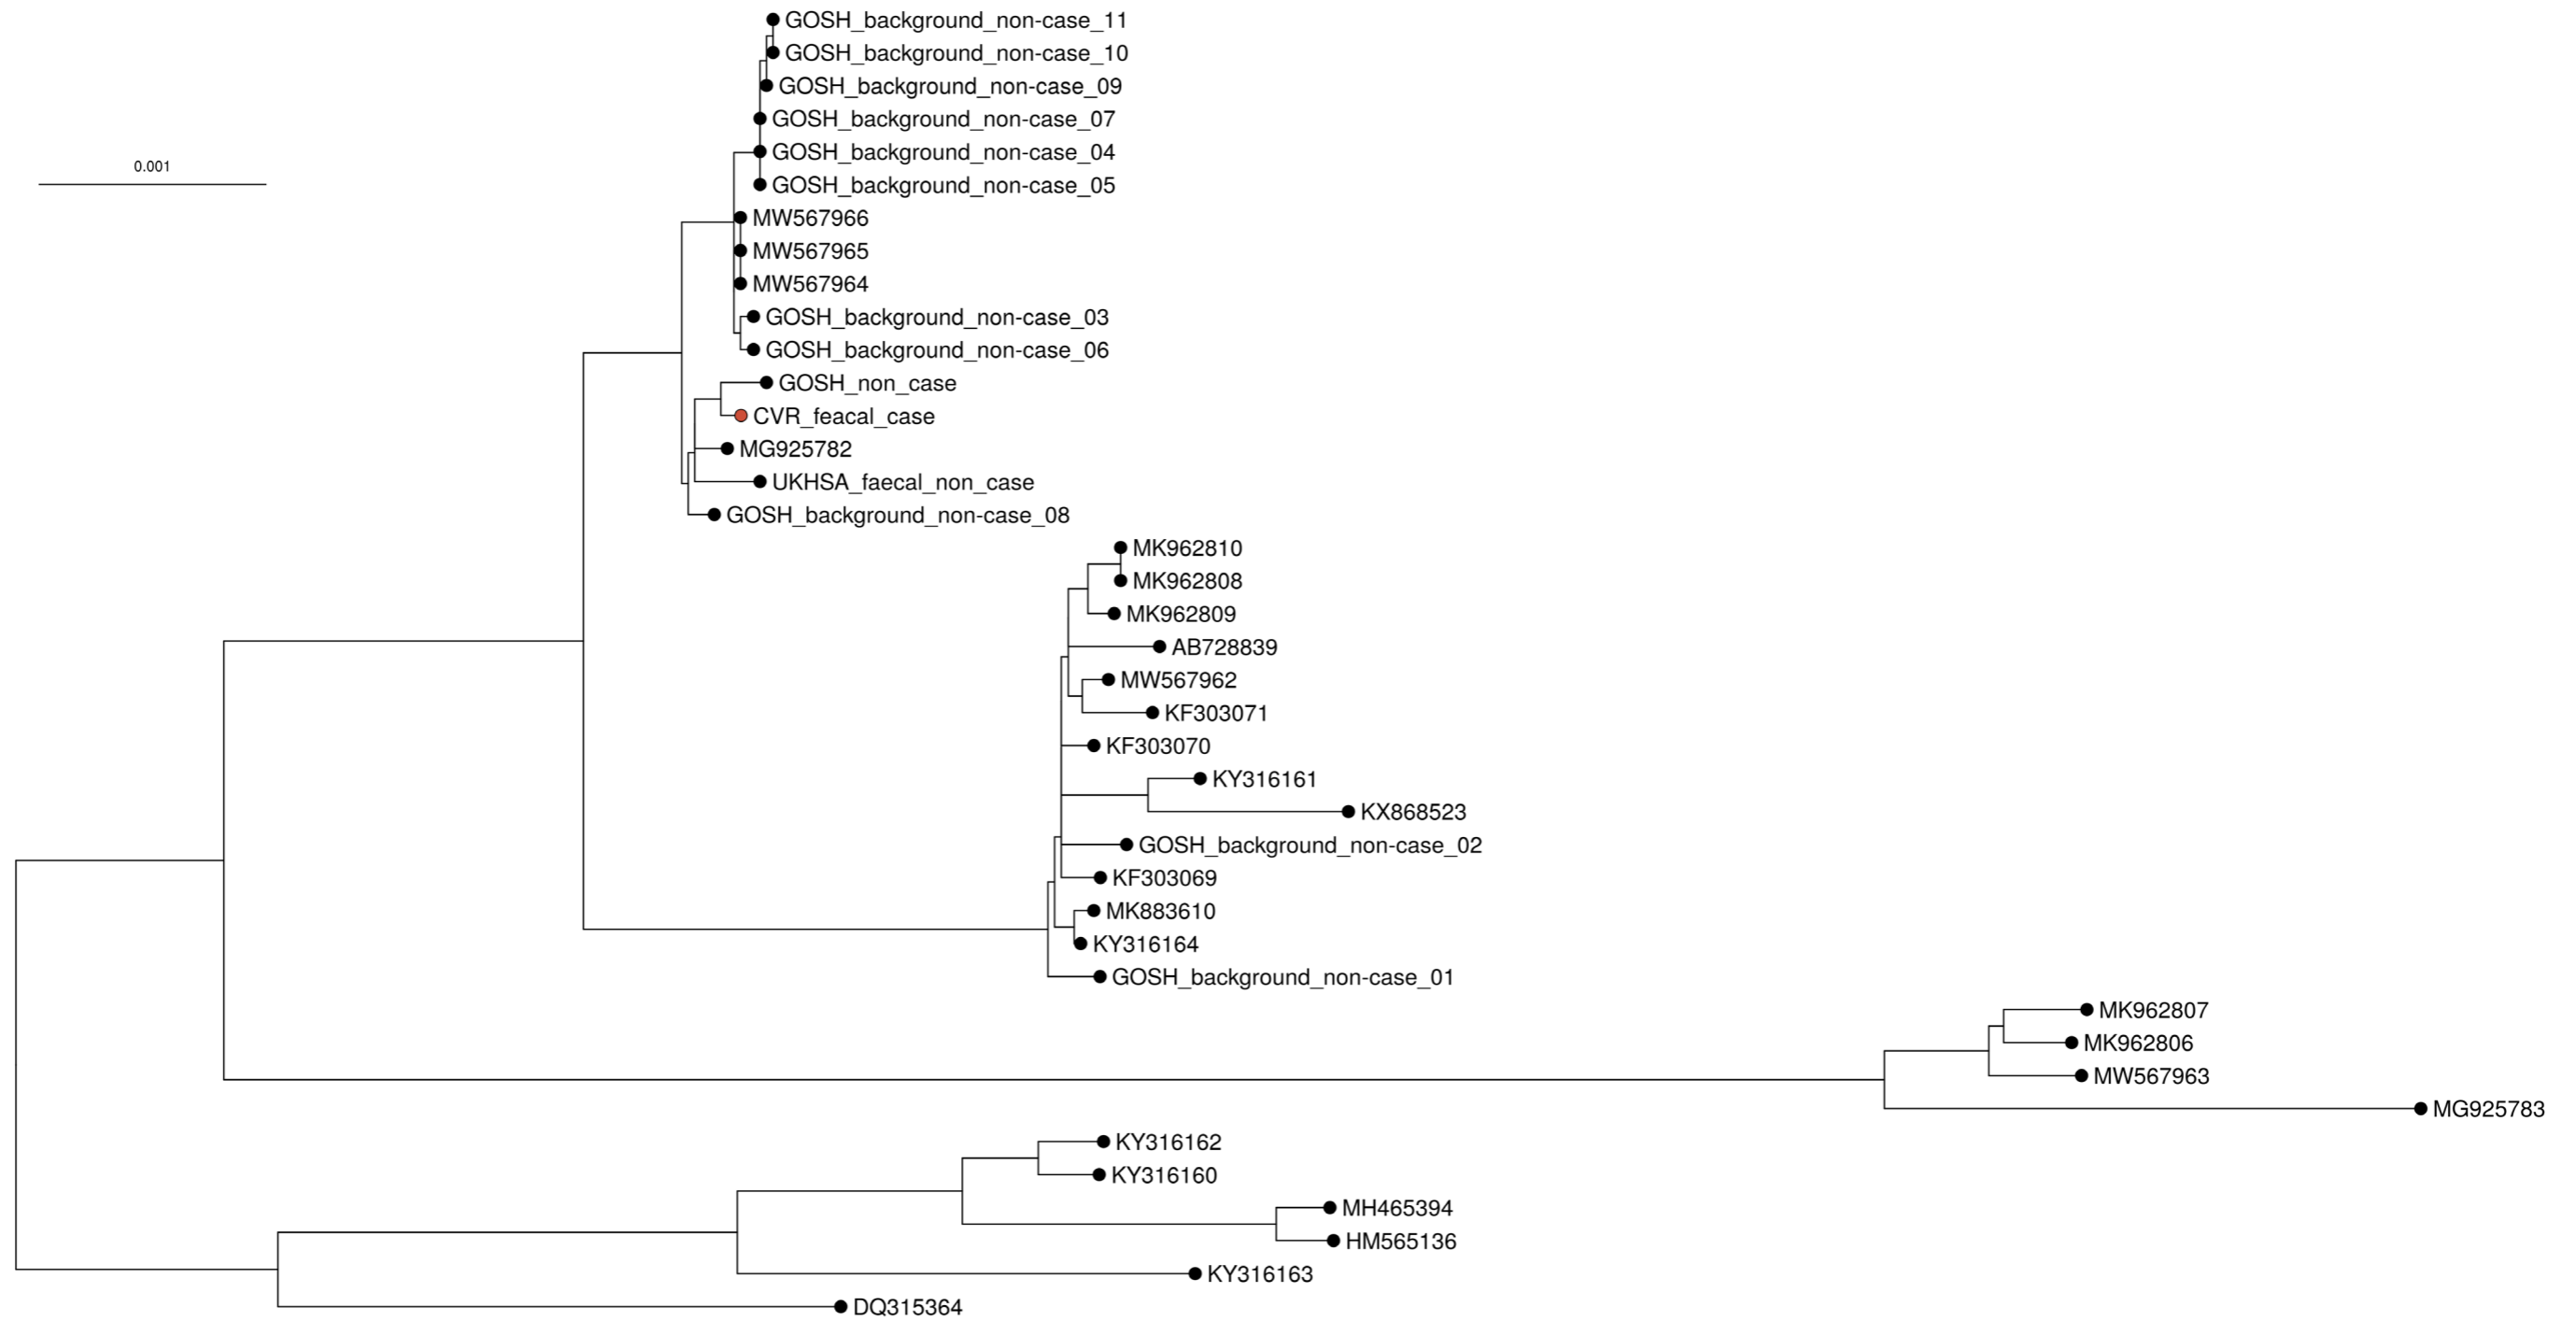 GOSH_background_non-case_11
GOSH_background_non-case_10
GOSH_background_non-case_09
GOSH_background_non-case_07
GOSH_background_non-case_04
0.001
GOSH_background_non-case_05
MW567966
MW567965
MW567964
GOSH_background_non-case_03
GOSH_background_non-case_06
GOSH_non_case
CVR_feacal_case
MG925782
UKHSA_faecal_non_case
GOSH_background_non-case_08
MK962810
MK962808
MK962809
AB728839
MW567962
KF303071
KF303070
KY316161
KX868523
GOSH_background_non-case_02
KF303069
MK883610
KY316164
GOSH_background_non-case_01
MK962807
MK962806
MW567963
MG925783
KY316162
KY316160
MH465394
HM565136
KY316163
DQ315364